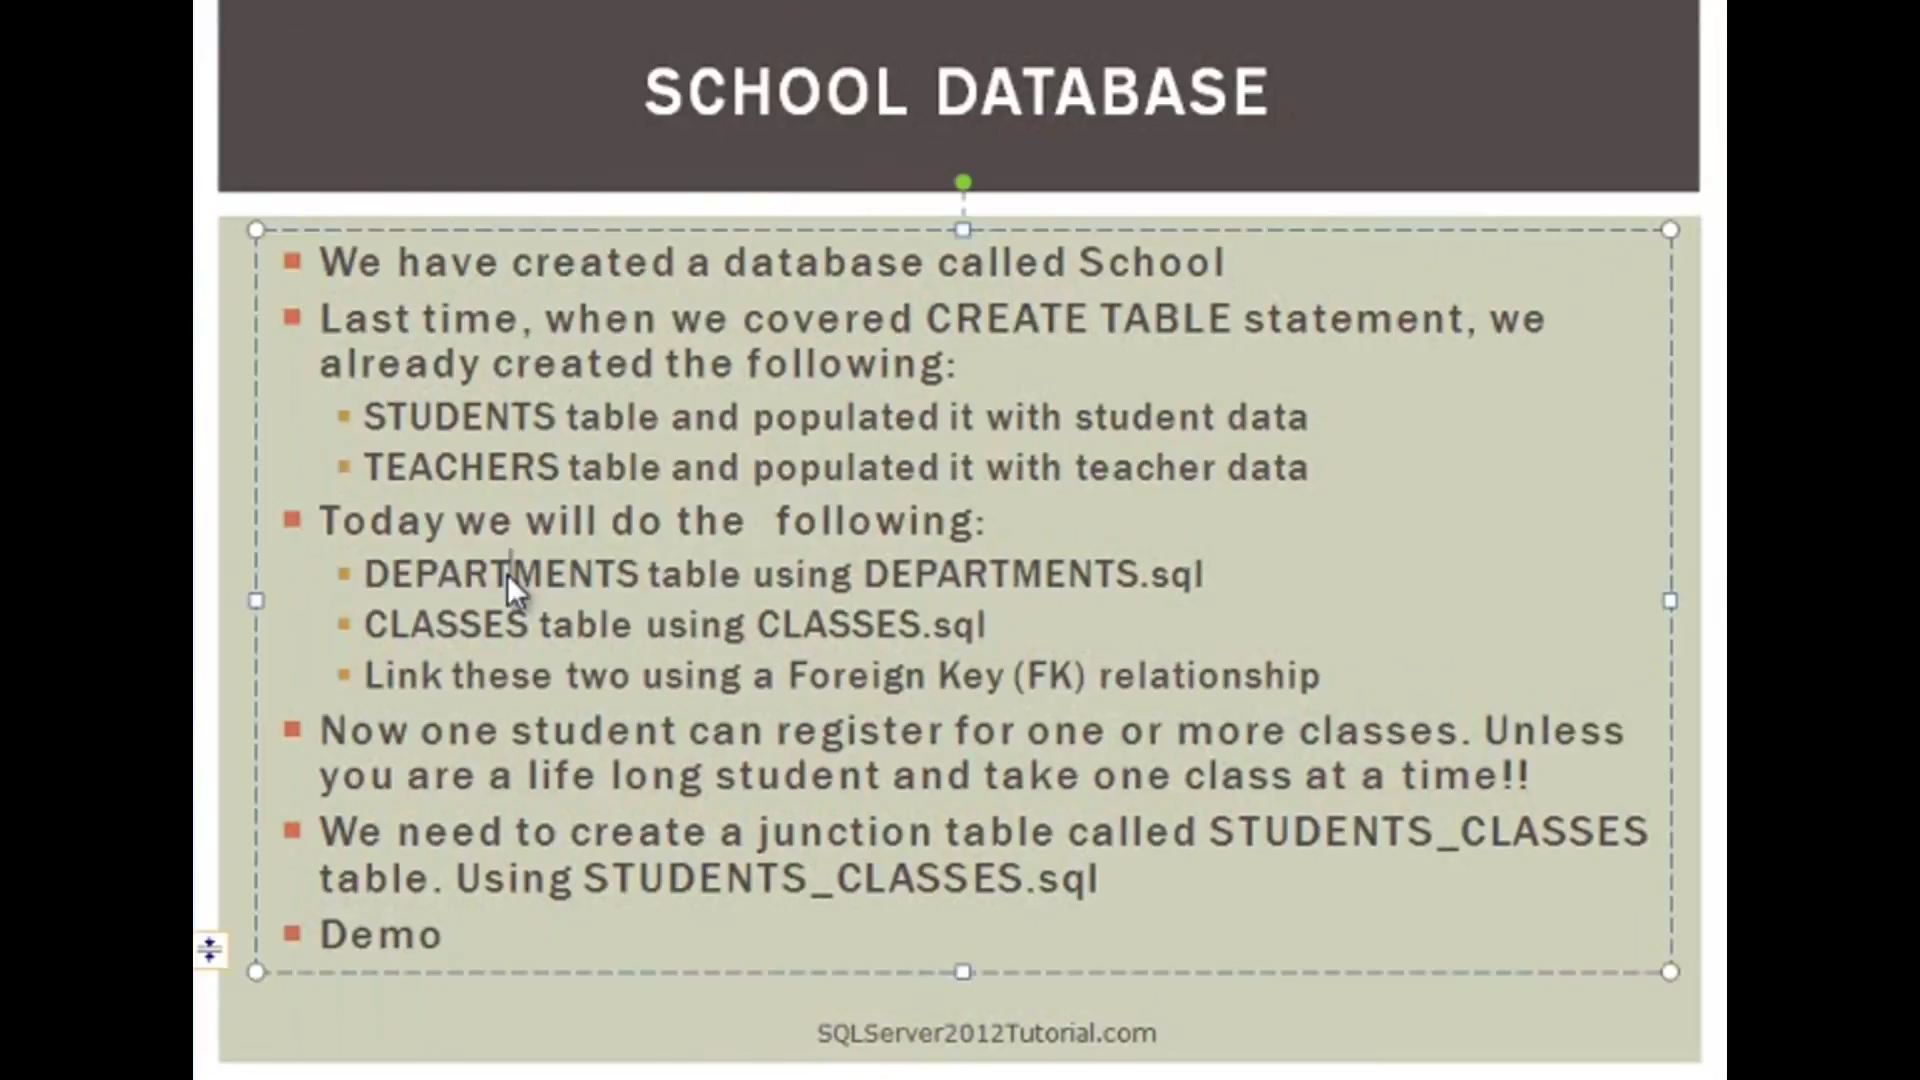 SCHOOL DATABASE
We have created a database called School
Last time, when we covered CREATE TABLE statement, we
already created the following:
STUDENTS table and populated it with student data
TEACHERS table and populated it with teacher data
Today we will do the  following:
DEPARTMENTS table using DEPARTMENTS.sql
CLASSES table using CLASSES.sql
Link these two using a Foreign Key (FK) relationship
Now one student can register for one or more classes. Unless
you are a life long student and take one class at a time!!
We need to create a junction table called STUDENTS_CLASSES
table. Using STUDENTS_CLASSES.sql
Demo
SQLServer2012Tutorial.com